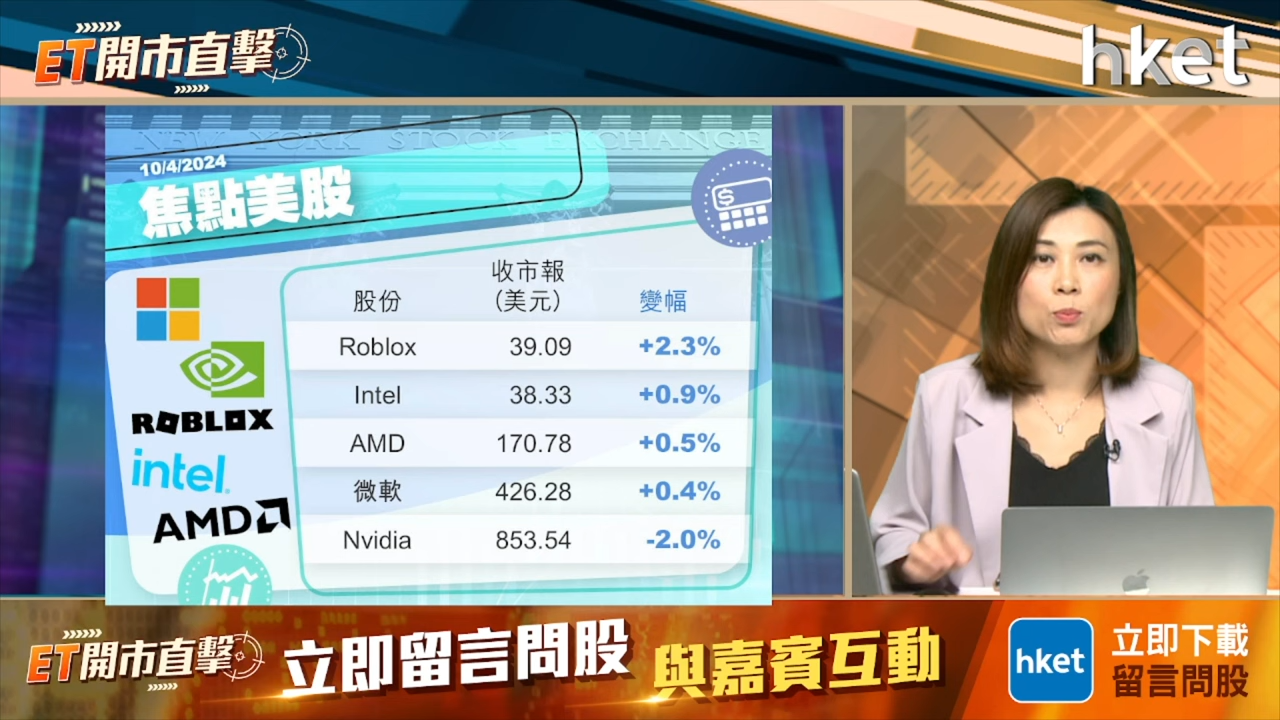 ET開市直擊
hket
NEW YORK STOCK EXCHANGE
10/4/2024
焦點美股
股份 收市報(美元) 變幅
Roblox 39.09 +2.3%
Intel 38.33 +0.9%
AMD 170.78 +0.5%
微軟 426.28 +0.4%
Nvidia 853.54 -2.0%
ROBLOX
intel.
AMD
$
ET開市直擊
立即留言問股 與嘉賓互動
hket
立即下載
留言問股